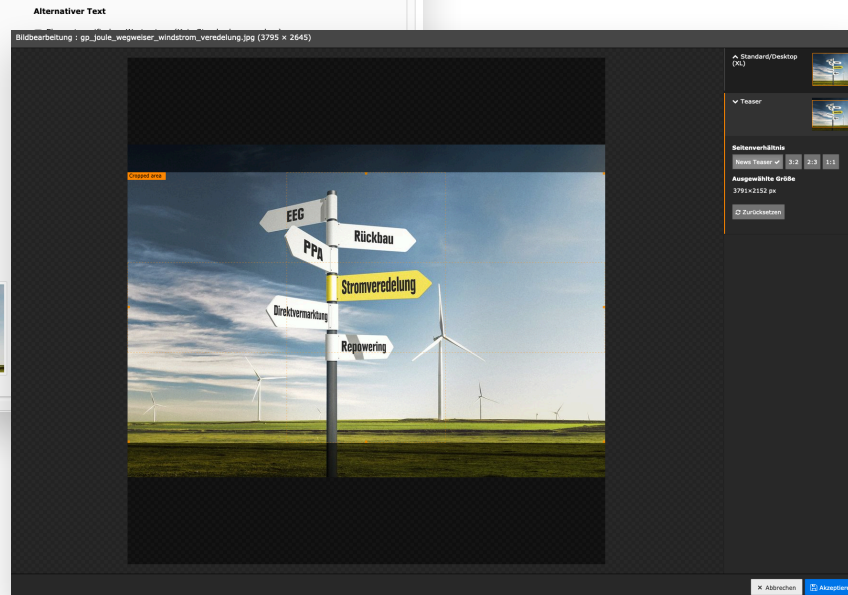 Alternativer Text
Bildbearbeitung : gp_joule_wegweiser_windstrom_veredelung.jpg (3795 × 2645)
Standard/Desktop
(XL)
Teaser
Seitenverhältnis
News Teaser
3:2
2:3
1:1
Ausgewählte Größe
3791×2152 px
Zurücksetzen
Cropped area
EEG
Rückbau
PPA
Stromveredelung
Direktvermarktung
Repowering
Abbrechen